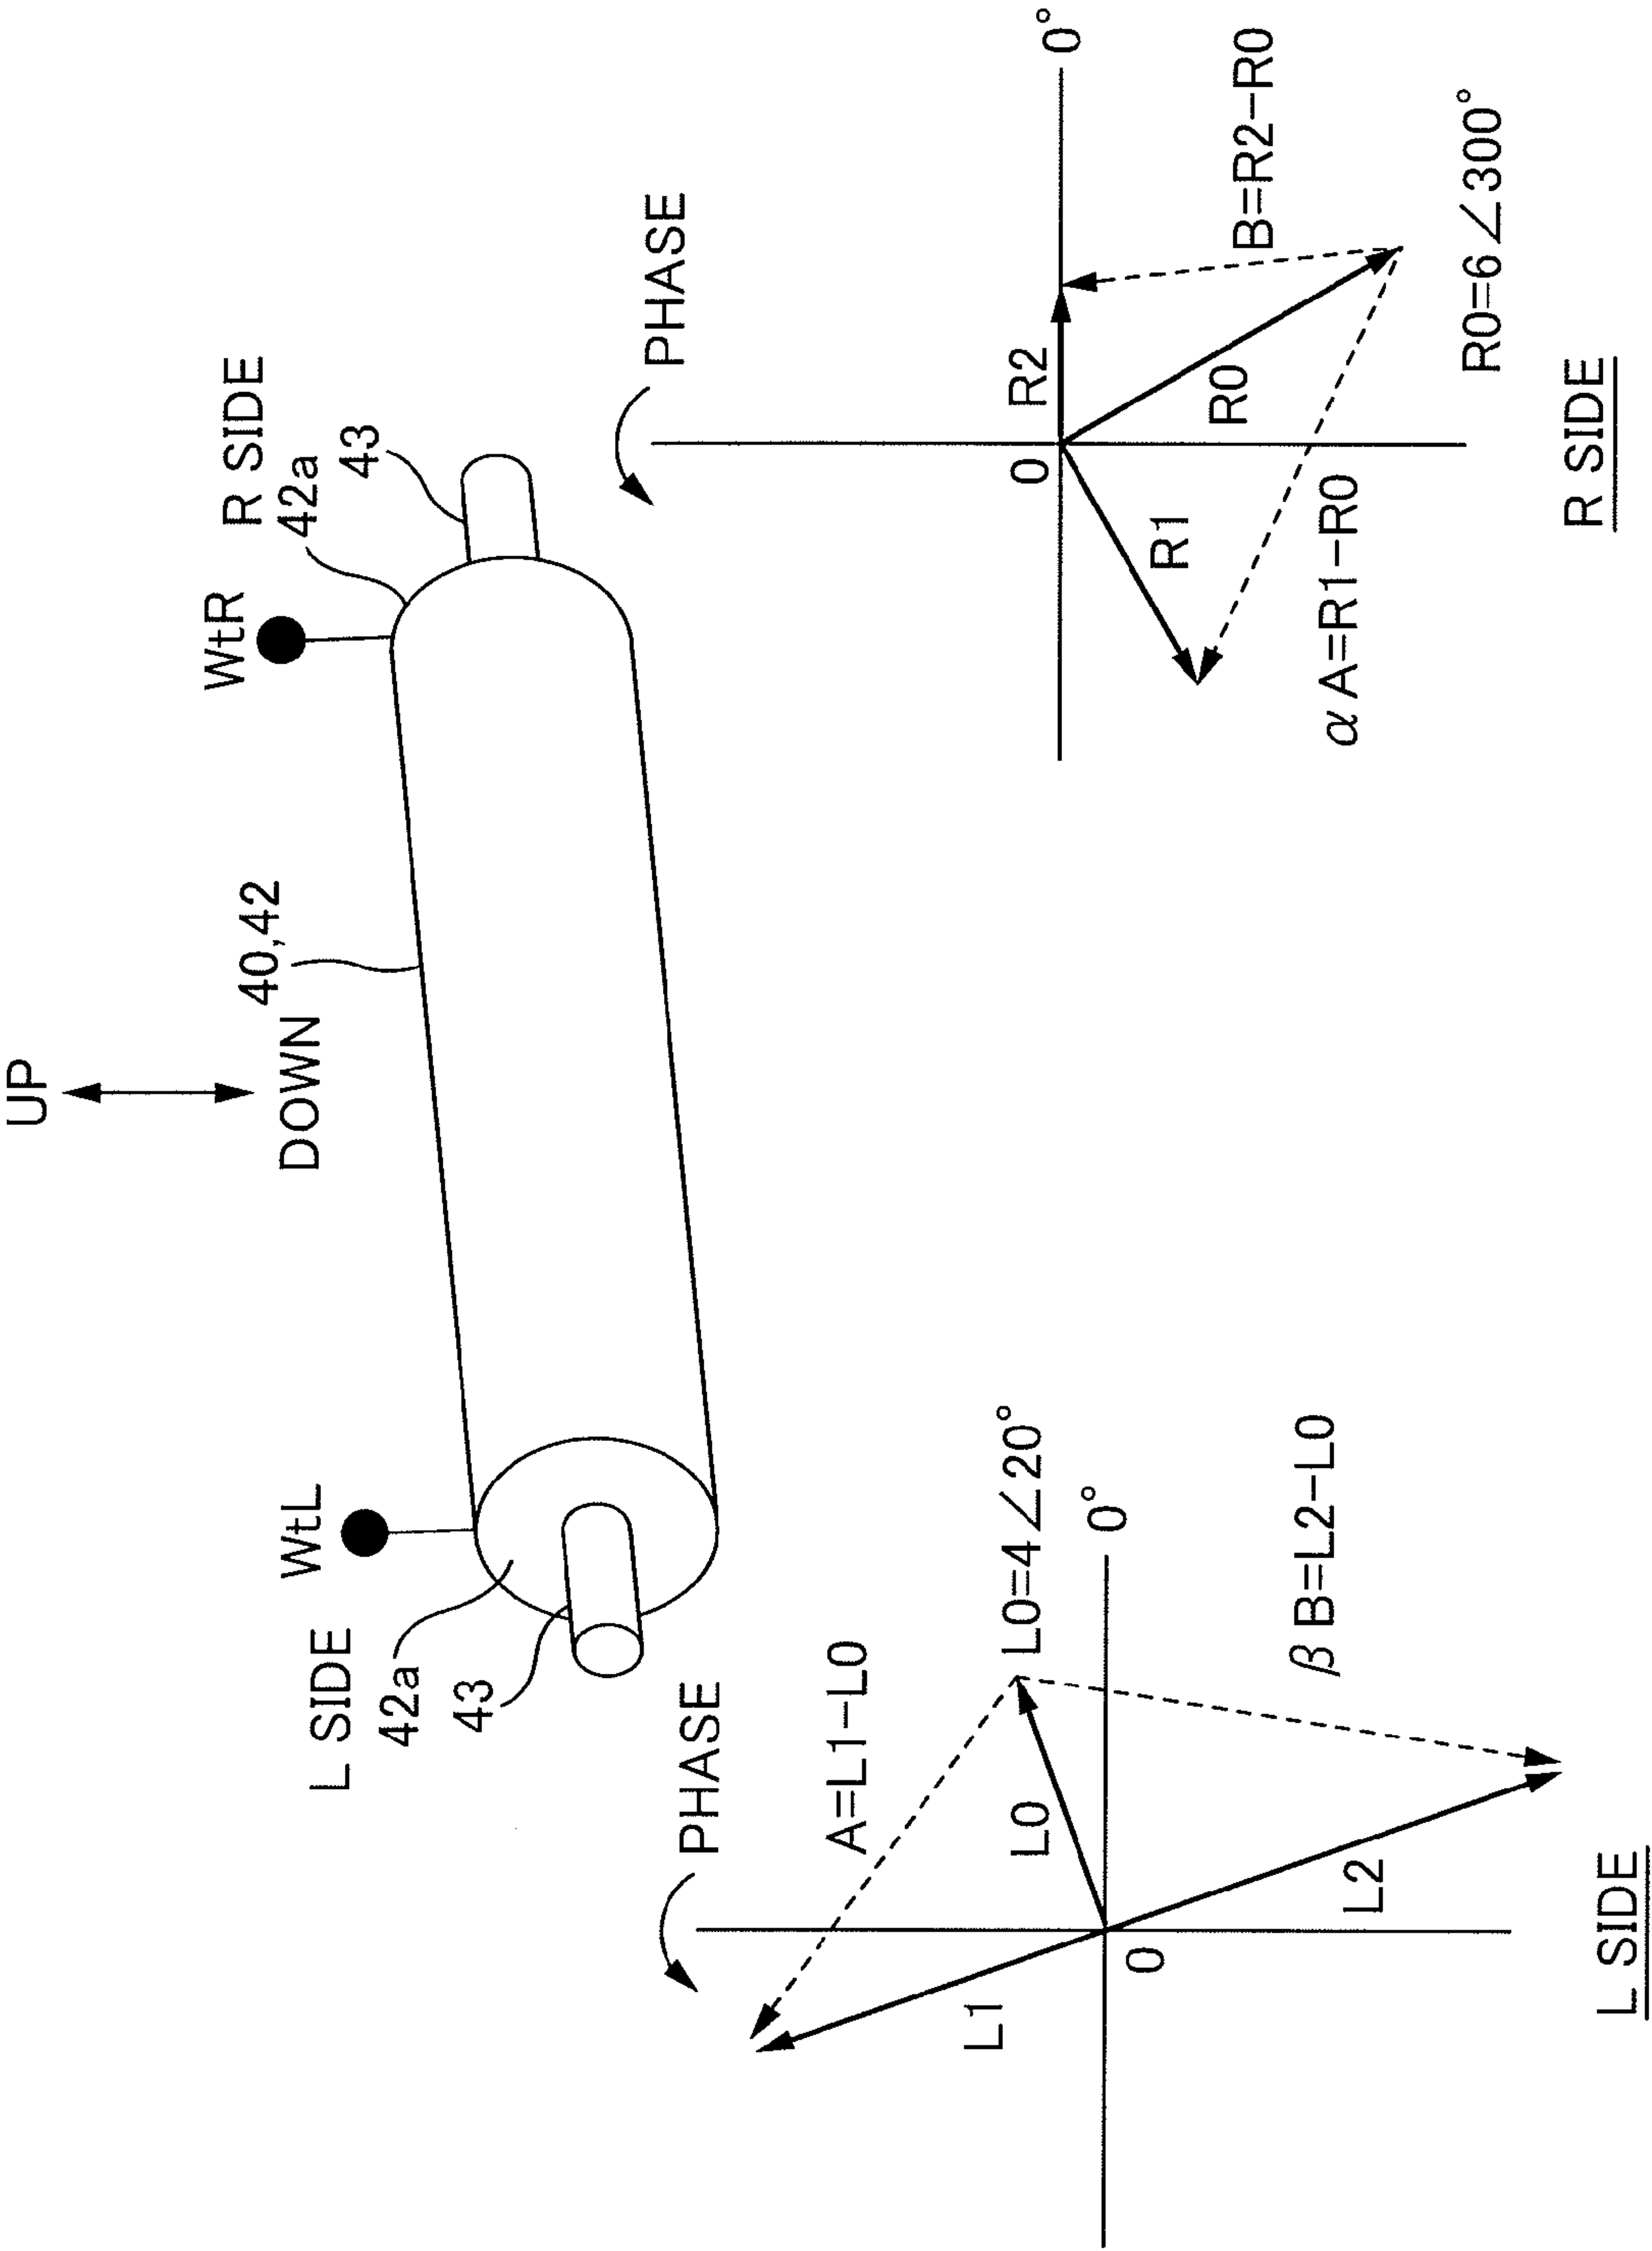 UP
DOWN
40,42
L SIDE
WtL
42a
43
R SIDE
WtR
42a
43
PHASE
A=L1-L0
L0=4∠20°
L0
L1
0
0°
L2
βB=L2-L0
L SIDE
PHASE
0
R2
0°
R1
R0
B=R2-R0
αA=R1-R0
R0=6∠300°
R SIDE